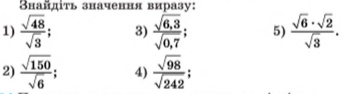 Знайдіть значення виразу:
1) √48/√3; 3) √6,3/√0,7; 5) √6·√2/√3.
2) √150/√6; 4) √98/√242;